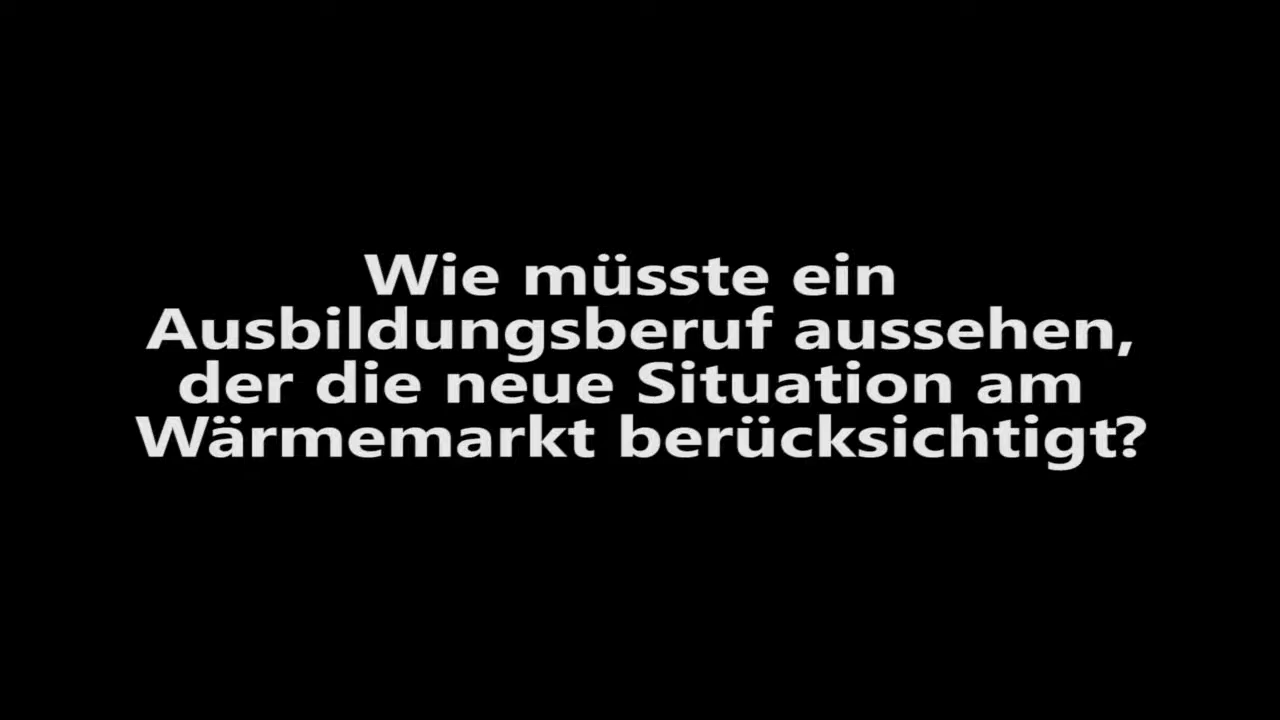 Wie müsste ein
Ausbildungsberuf aussehen,
der die neue Situation am
Wärmemarkt berücksichtigt?